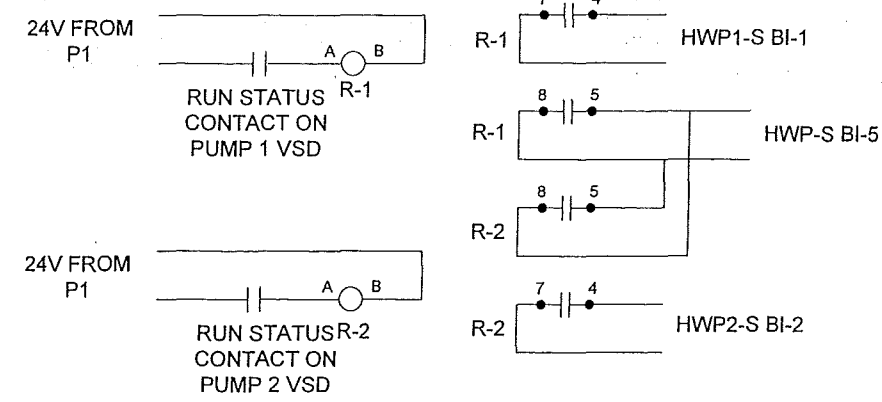 24V FROM
P1
A B
R-1
RUN STATUS
CONTACT ON
PUMP 1 VSD
24V FROM
P1
A B
RUN STATUS R-2
CONTACT ON
PUMP 2 VSD
7 4
R-1
HWP1-S BI-1
8 5
R-1
HWP-S BI-5
8 5
R-2
7 4
R-2
HWP2-S BI-2